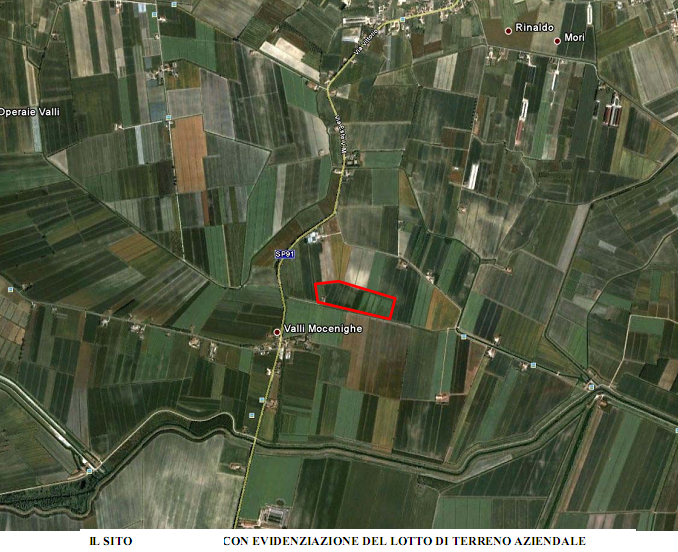 Rinaldo
Mori
Operaie Valli
SP91
Valli Mocenighe
IL SITO CON EVIDENZIAZIONE DEL LOTTO DI TERRENO AZIENDALE